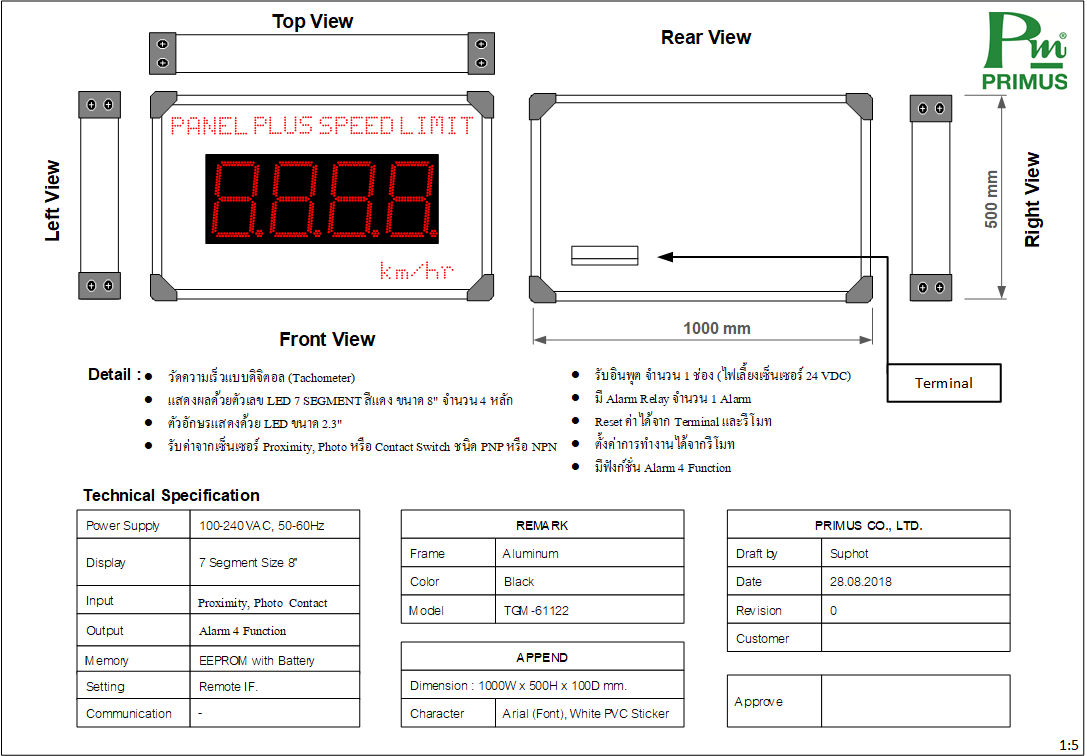 Top View
Rear View
Pm®
PRIMUS
Left View
PANEL PLUS SPEED LIMIT
8.8.8.8.
km/hr
500 mm
Right View
Front View
1000 mm
Terminal
Detail :
● วัดความเร็วแบบดิจิตอล (Tachometer)
● แสดงผลด้วยตัวเลข LED 7 SEGMENT สีแดง ขนาด 8" จำนวน 4 หลัก
● ตัวอักษรแสดงด้วย LED ขนาด 2.3"
● รับค่าจากเซ็นเซอร์ Proximity, Photo หรือ Contact Switch ชนิด PNP หรือ NPN
● รับอินพุต จำนวน 1 ช่อง (ไฟเลี้ยงเซ็นเซอร์ 24 VDC)
● มี Alarm Relay จำนวน 1 Alarm
● Reset ค่าได้จาก Terminal และรีโมท
● ตั้งค่าการทำงานได้จากรีโมท
● มีฟังก์ชั่น Alarm 4 Function
Technical Specification
Power Supply 100-240 VAC, 50-60Hz
Display 7 Segment Size 8"
Input Proximity, Photo Contact
Output Alarm 4 Function
Memory EEPROM with Battery
Setting Remote IF.
Communication -
REMARK
Frame Aluminum
Color Black
Model TGM-61122
APPEND
Dimension : 1000W x 500H x 100D mm.
Character Arial (Font), White PVC Sticker
PRIMUS CO., LTD.
Draft by Suphot
Date 28.08.2018
Revision 0
Customer
Approve
1:5